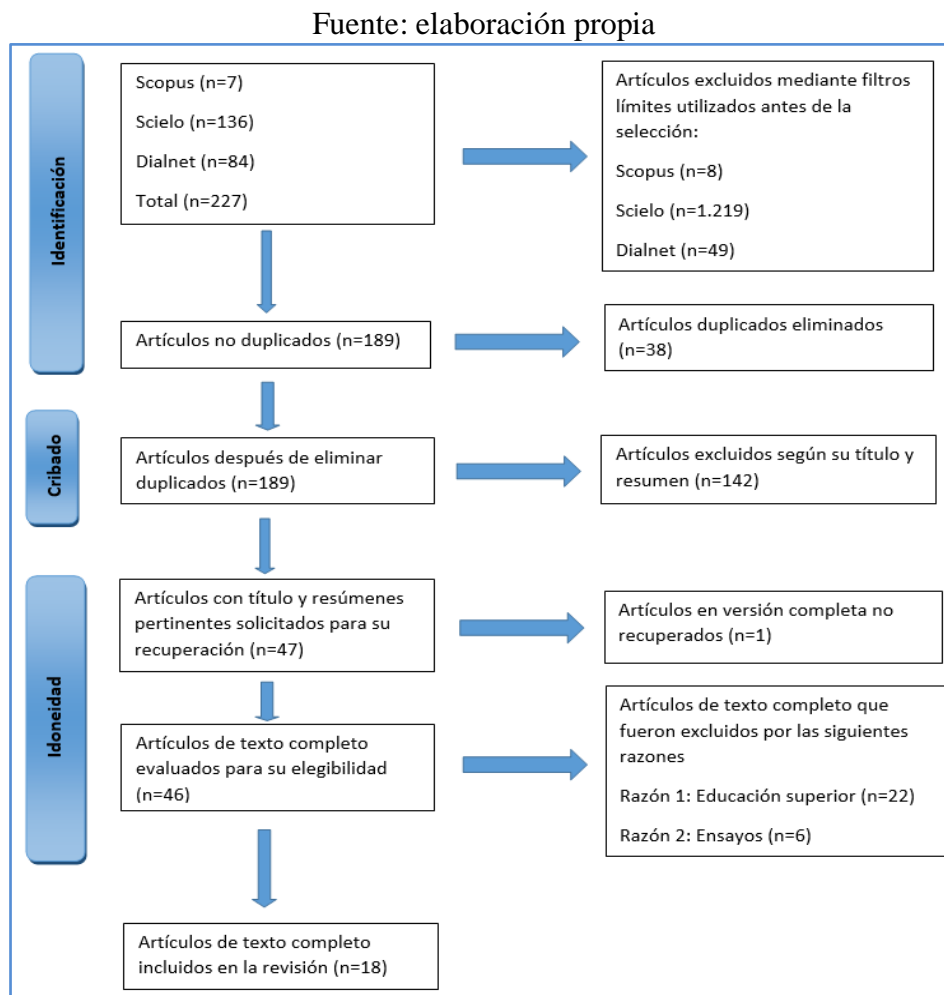 Fuente: elaboración propia
Identificación
Scopus (n=7)
Scielo (n=136)
Dialnet (n=84)
Total (n=227)
Artículos excluidos mediante filtros
límites utilizados antes de la
selección:
Scopus (n=8)
Scielo (n=1.219)
Dialnet (n=49)
Artículos no duplicados (n=189)
Artículos duplicados eliminados
(n=38)
Cribado
Artículos después de eliminar
duplicados (n=189)
Artículos excluidos según su título y
resumen (n=142)
Idoneidad
Artículos con título y resúmenes
pertinentes solicitados para su
recuperación (n=47)
Artículos en versión completa no
recuperados (n=1)
Artículos de texto completo
evaluados para su elegibilidad
(n=46)
Artículos de texto completo que
fueron excluidos por las siguientes
razones
Razón 1: Educación superior (n=22)
Razón 2: Ensayos (n=6)
Artículos de texto completo
incluidos en la revisión (n=18)